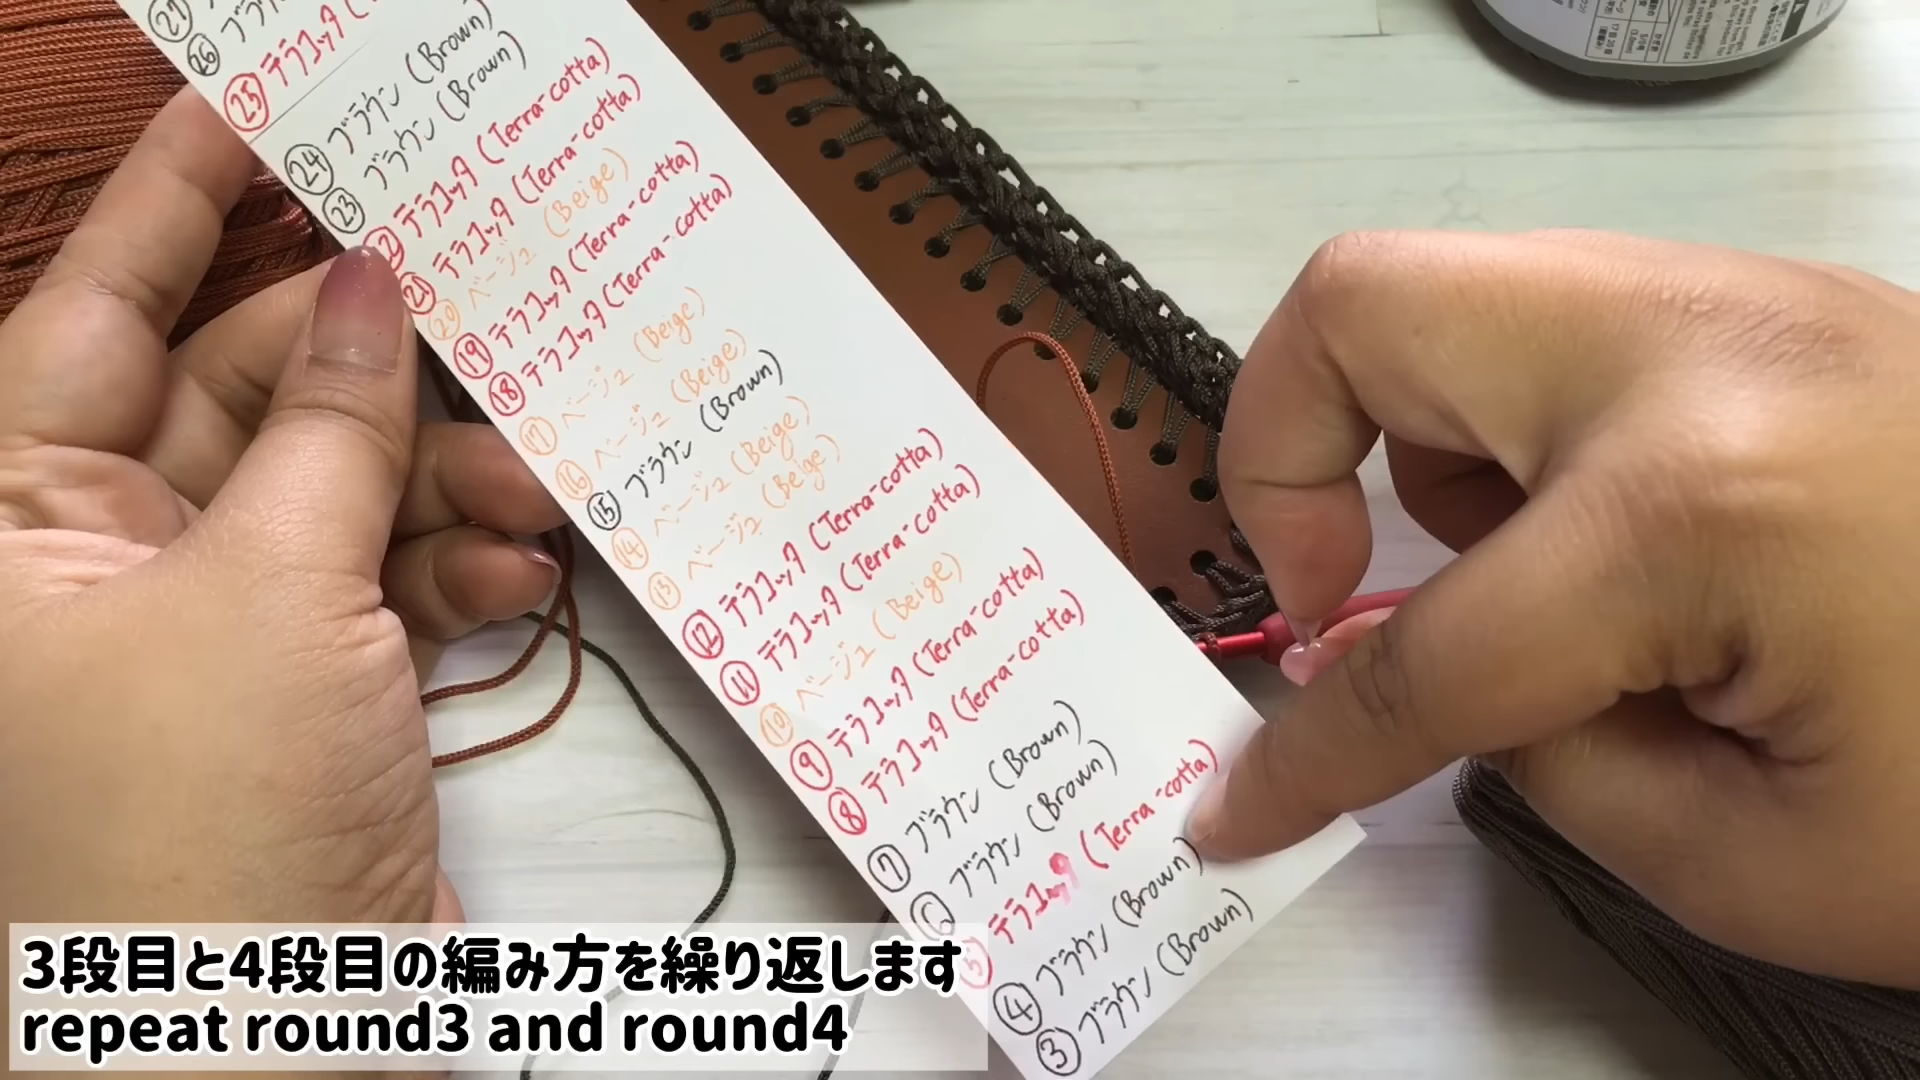 ㉖
㉕ テラコッタ
㉔ ブラウン (Brown)
㉓ ブラウン (Brown)
テラコッタ (Terra-cotta)
㉑ テラコッタ (Terra-cotta)
⑳ ベージュ (Beige)
⑲ テラコッタ (Terra-cotta)
⑱ テラコッタ (Terra-cotta)
⑰ ベージュ (Beige)
⑯ ベージュ (Beige)
⑮ ブラウン (Brown)
⑭ ベージュ (Beige)
⑬ ベージュ (Beige)
⑫ テラコッタ (Terra-cotta)
⑪ テラコッタ (Terra-cotta)
⑩ ベージュ (Beige)
⑨ テラコッタ (Terra-cotta)
⑧ テラコッタ (Terra-cotta)
⑦ ブラウン (Brown)
⑥ ブラウン (Brown)
⑤ テラコッタ (Terra-cotta)
④ ブラウン (Brown)
③ ブラウン (Brown)
3段目と4段目の編み方を繰り返します
repeat round3 and round4